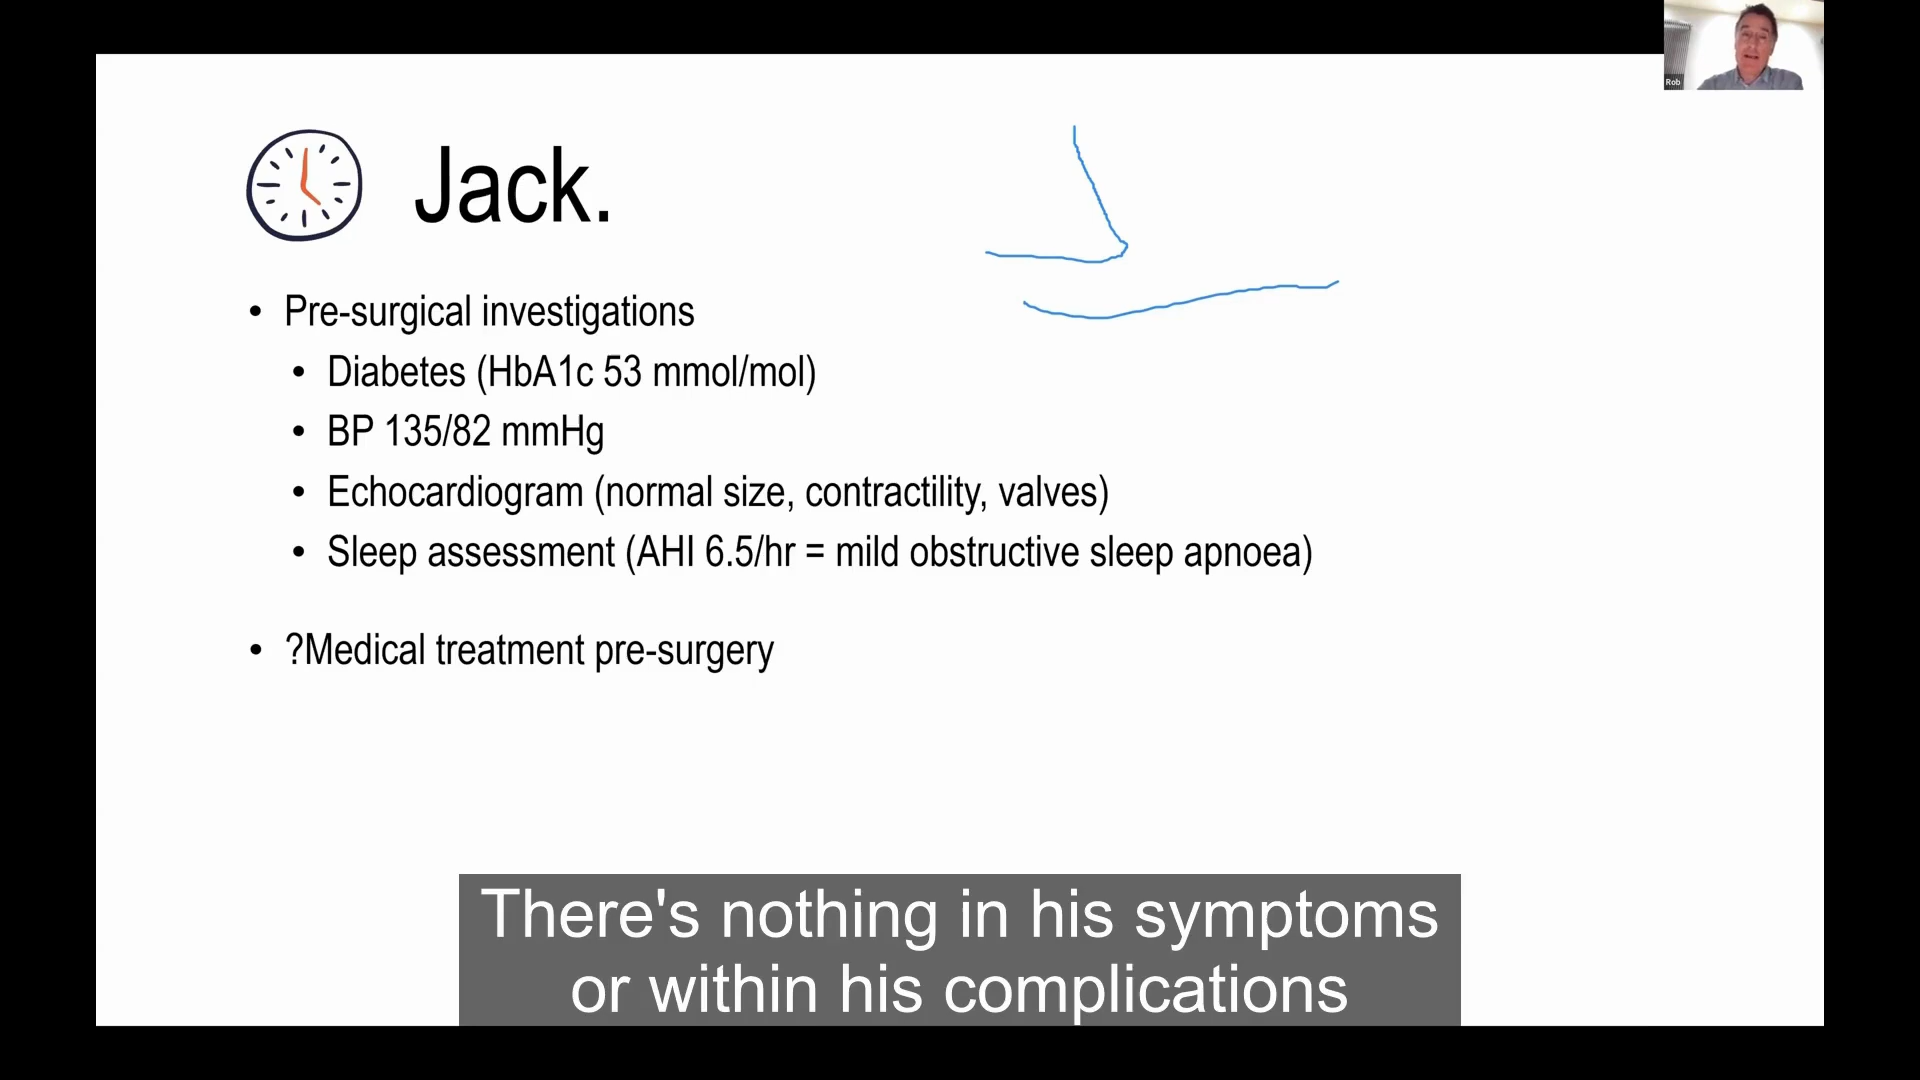 Rob
Jack.
• Pre-surgical investigations
• Diabetes (HbA1c 53 mmol/mol)
• BP 135/82 mmHg
• Echocardiogram (normal size, contractility, valves)
• Sleep assessment (AHI 6.5/hr = mild obstructive sleep apnoea)
• ?Medical treatment pre-surgery
There's nothing in his symptoms
or within his complications